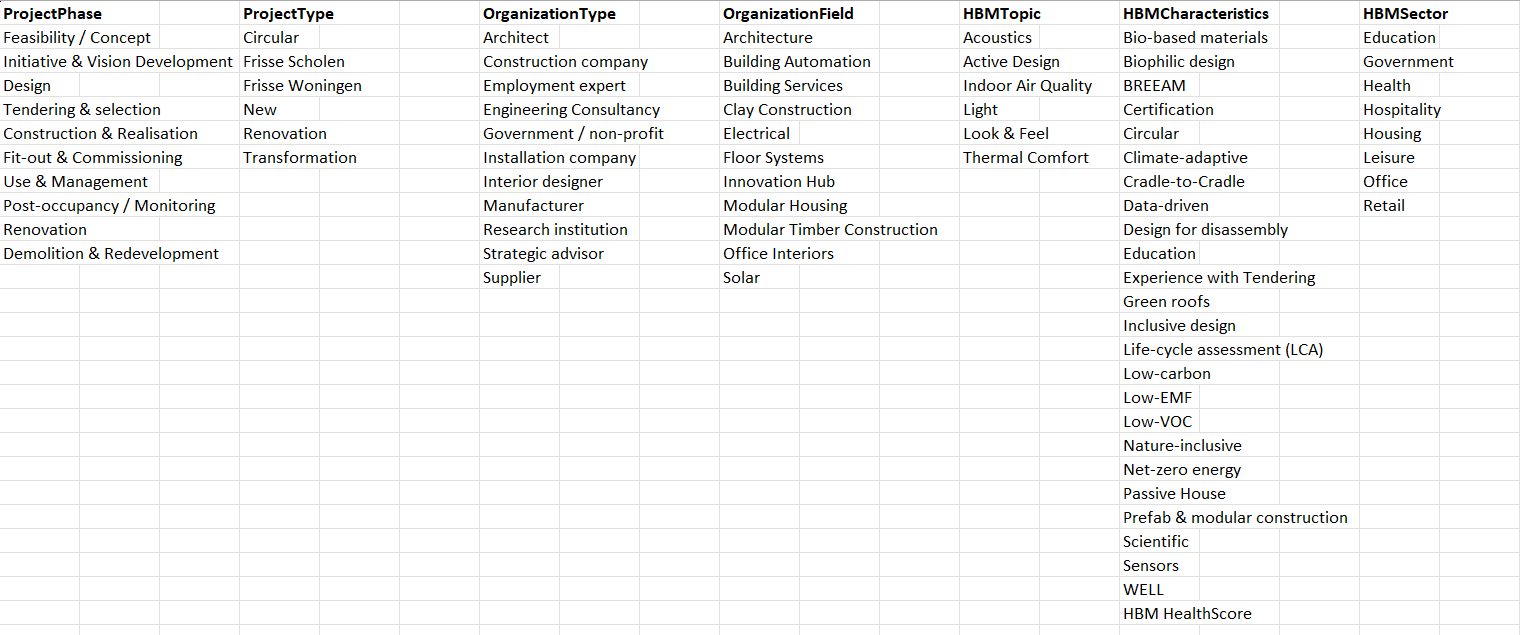 ProjectPhase ProjectType OrganizationType OrganizationField HBMTopic HBMCharacteristics HBMSector
Feasibility / Concept Circular Architect Architecture Acoustics Bio-based materials Education
Initiative & Vision Development Frisse Scholen Construction company Building Automation Active Design Biophilic design Government
Design Frisse Woningen Employment expert Building Services Indoor Air Quality BREEAM Health
Tendering & selection New Engineering Consultancy Clay Construction Light Certification Hospitality
Construction & Realisation Renovation Government / non-profit Electrical Look & Feel Circular Housing
Fit-out & Commissioning Transformation Installation company Floor Systems Thermal Comfort Climate-adaptive Leisure
Use & Management Interior designer Innovation Hub Cradle-to-Cradle Office
Post-occupancy / Monitoring Manufacturer Modular Housing Data-driven Retail
Renovation Research institution Modular Timber Construction Design for disassembly
Demolition & Redevelopment Strategic advisor Office Interiors Education
Supplier Solar Experience with Tendering
Green roofs
Inclusive design
Life-cycle assessment (LCA)
Low-carbon
Low-EMF
Low-VOC
Nature-inclusive
Net-zero energy
Passive House
Prefab & modular construction
Scientific
Sensors
WELL
HBM HealthScore